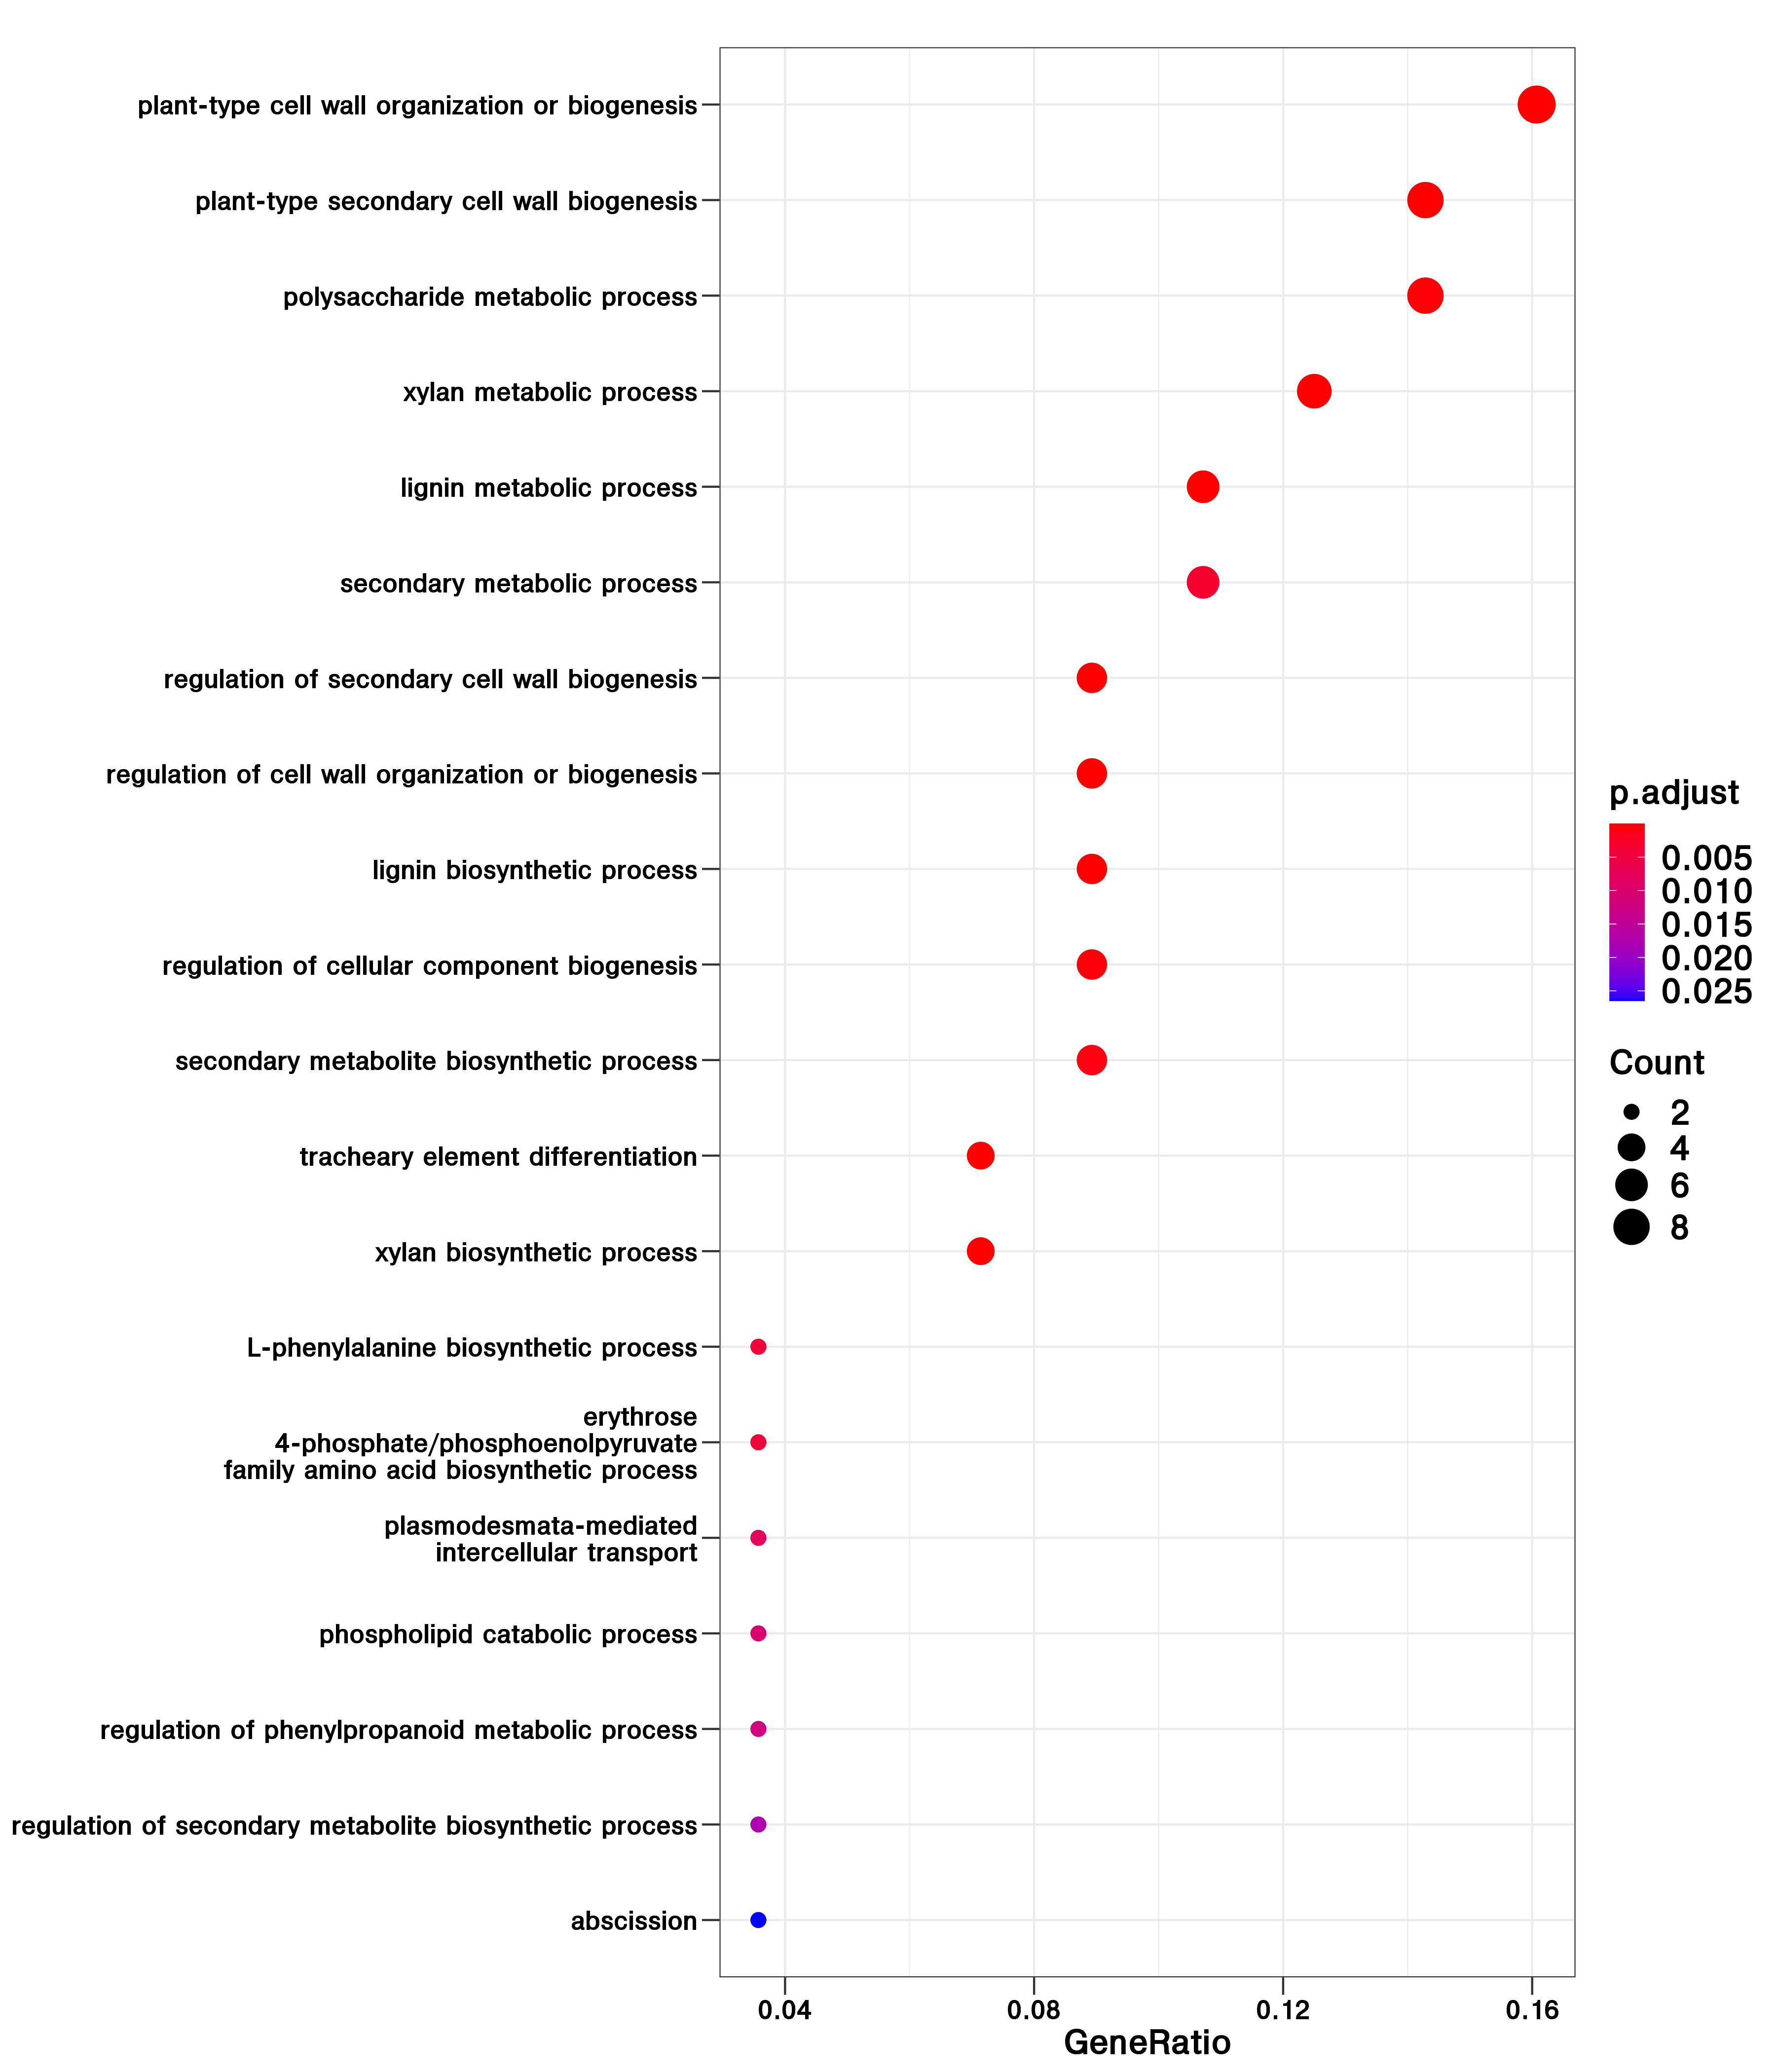 plant-type cell wall organization or biogenesis
plant-type secondary cell wall biogenesis
polysaccharide metabolic process
xylan metabolic process
lignin metabolic process
secondary metabolic process
regulation of secondary cell wall biogenesis
regulation of cell wall organization or biogenesis
lignin biosynthetic process
regulation of cellular component biogenesis
secondary metabolite biosynthetic process
tracheary element differentiation
xylan biosynthetic process
L-phenylalanine biosynthetic process
erythrose
4-phosphate/phosphoenolpyruvate
family amino acid biosynthetic process
plasmodesmata-mediated
intercellular transport
phospholipid catabolic process
regulation of phenylpropanoid metabolic process
regulation of secondary metabolite biosynthetic process
abscission
0.04 0.08 0.12 0.16
GeneRatio
p.adjust
0.005
0.010
0.015
0.020
0.025
Count
2
4
6
8